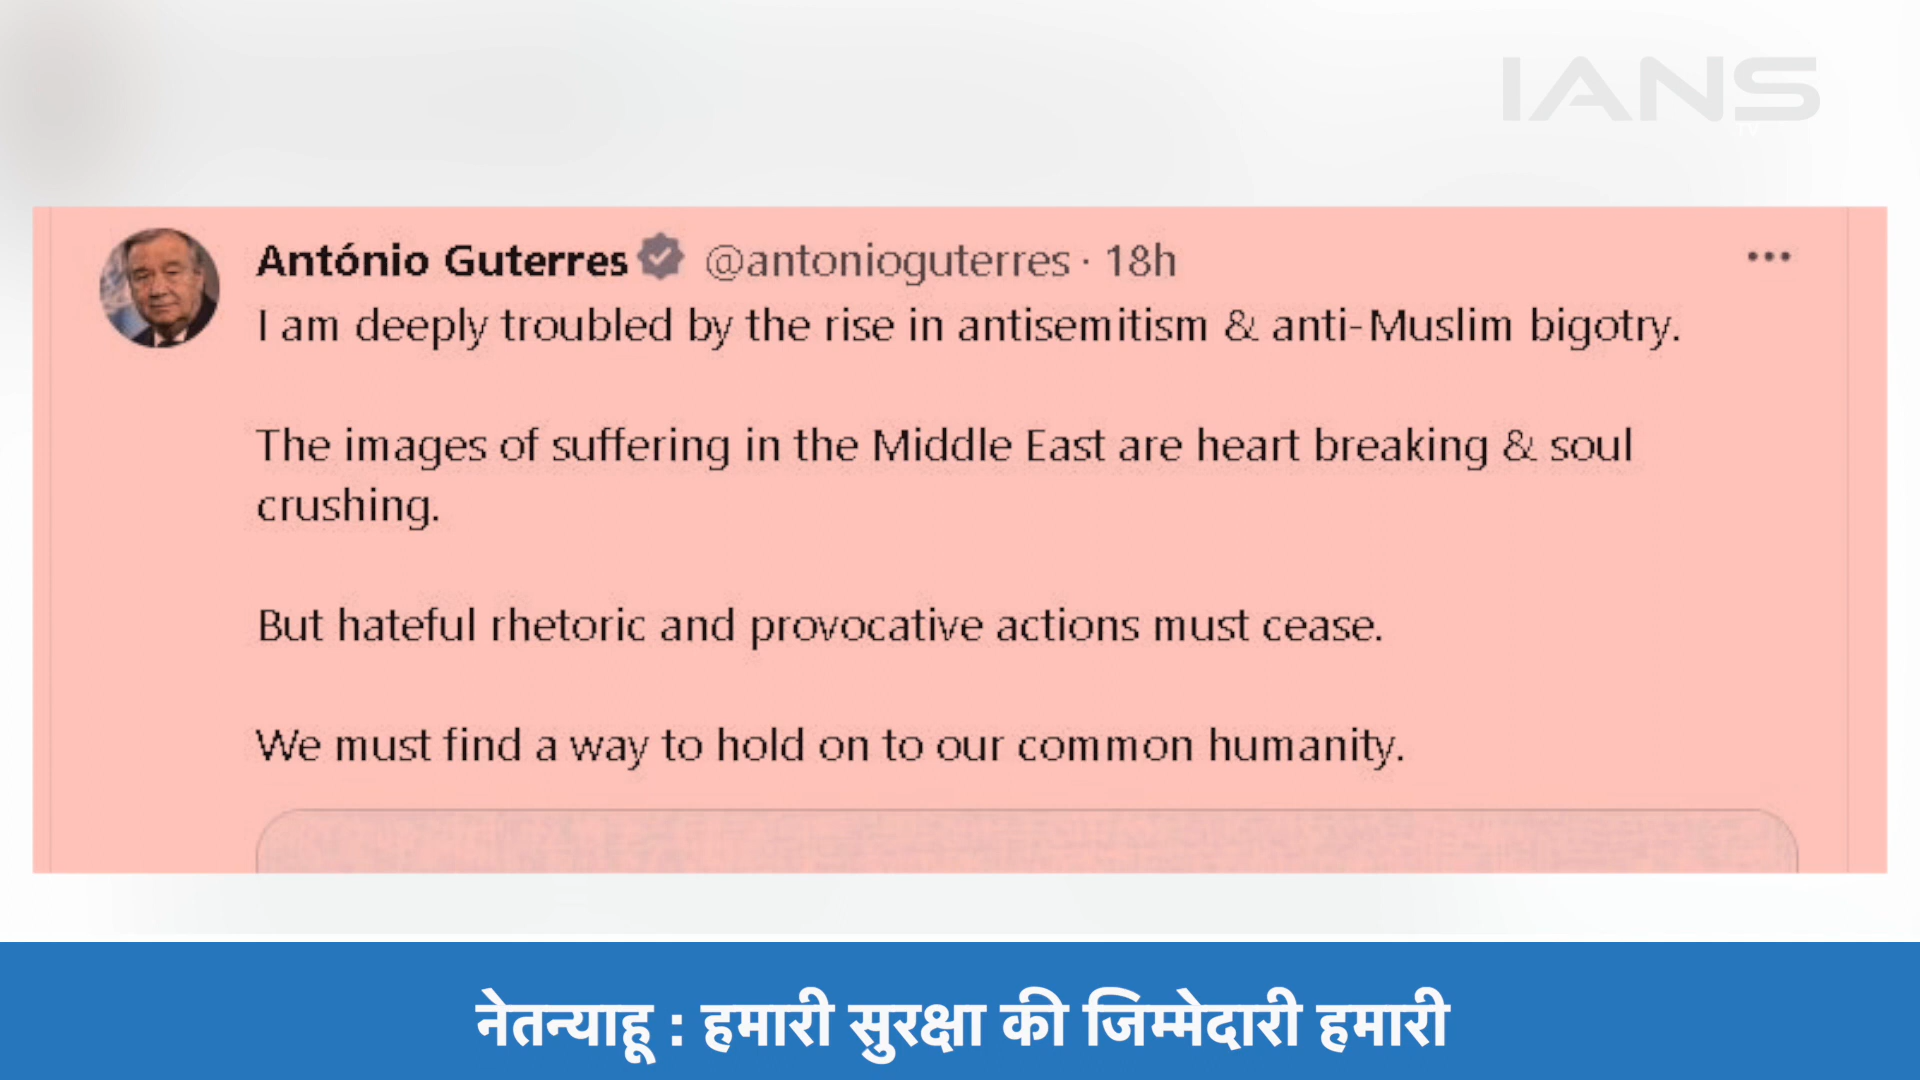 IANS
TV
António Guterres @antonioguterres · 18h
I am deeply troubled by the rise in antisemitism & anti-Muslim bigotry.
The images of suffering in the Middle East are heart breaking & soul
crushing.
But hateful rhetoric and provocative actions must cease.
We must find a way to hold on to our common humanity.
नेतन्याहू : हमारी सुरक्षा की जिम्मेदारी हमारी